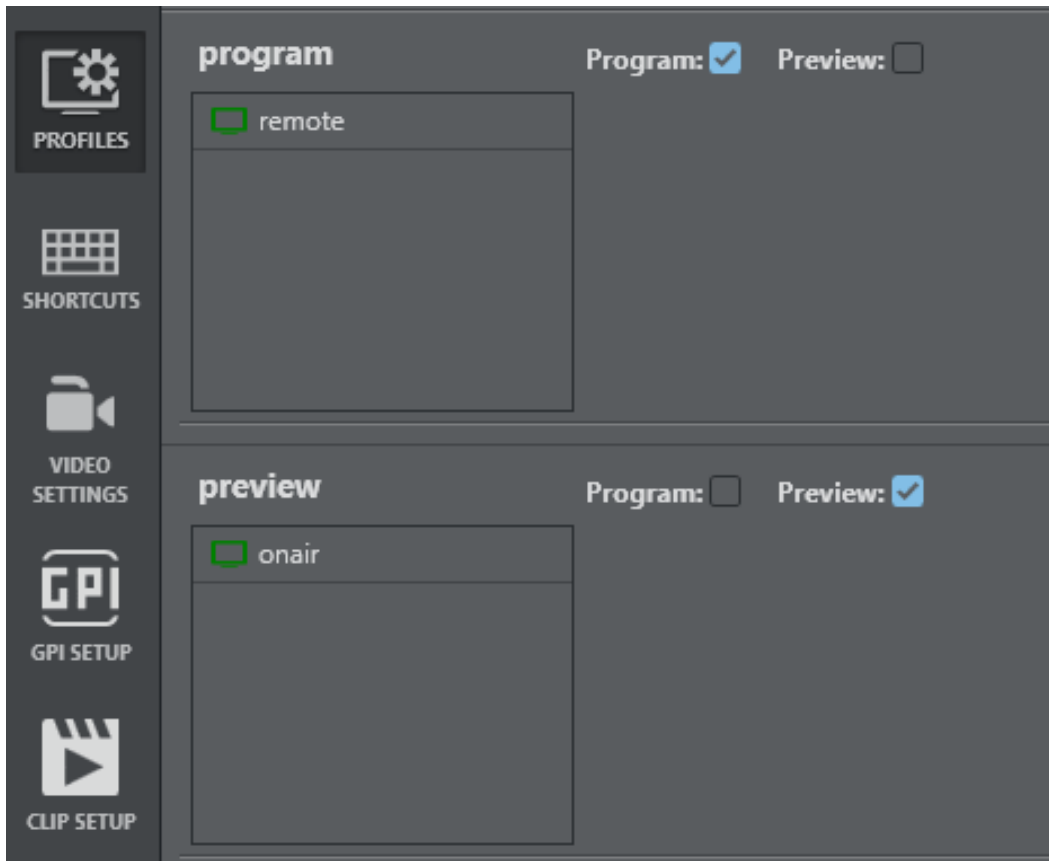 PROFILES
SHORTCUTS
VIDEO
SETTINGS
GPI
GPI SETUP
CLIP SETUP
program
Program: Preview:
remote
preview
Program: Preview:
onair